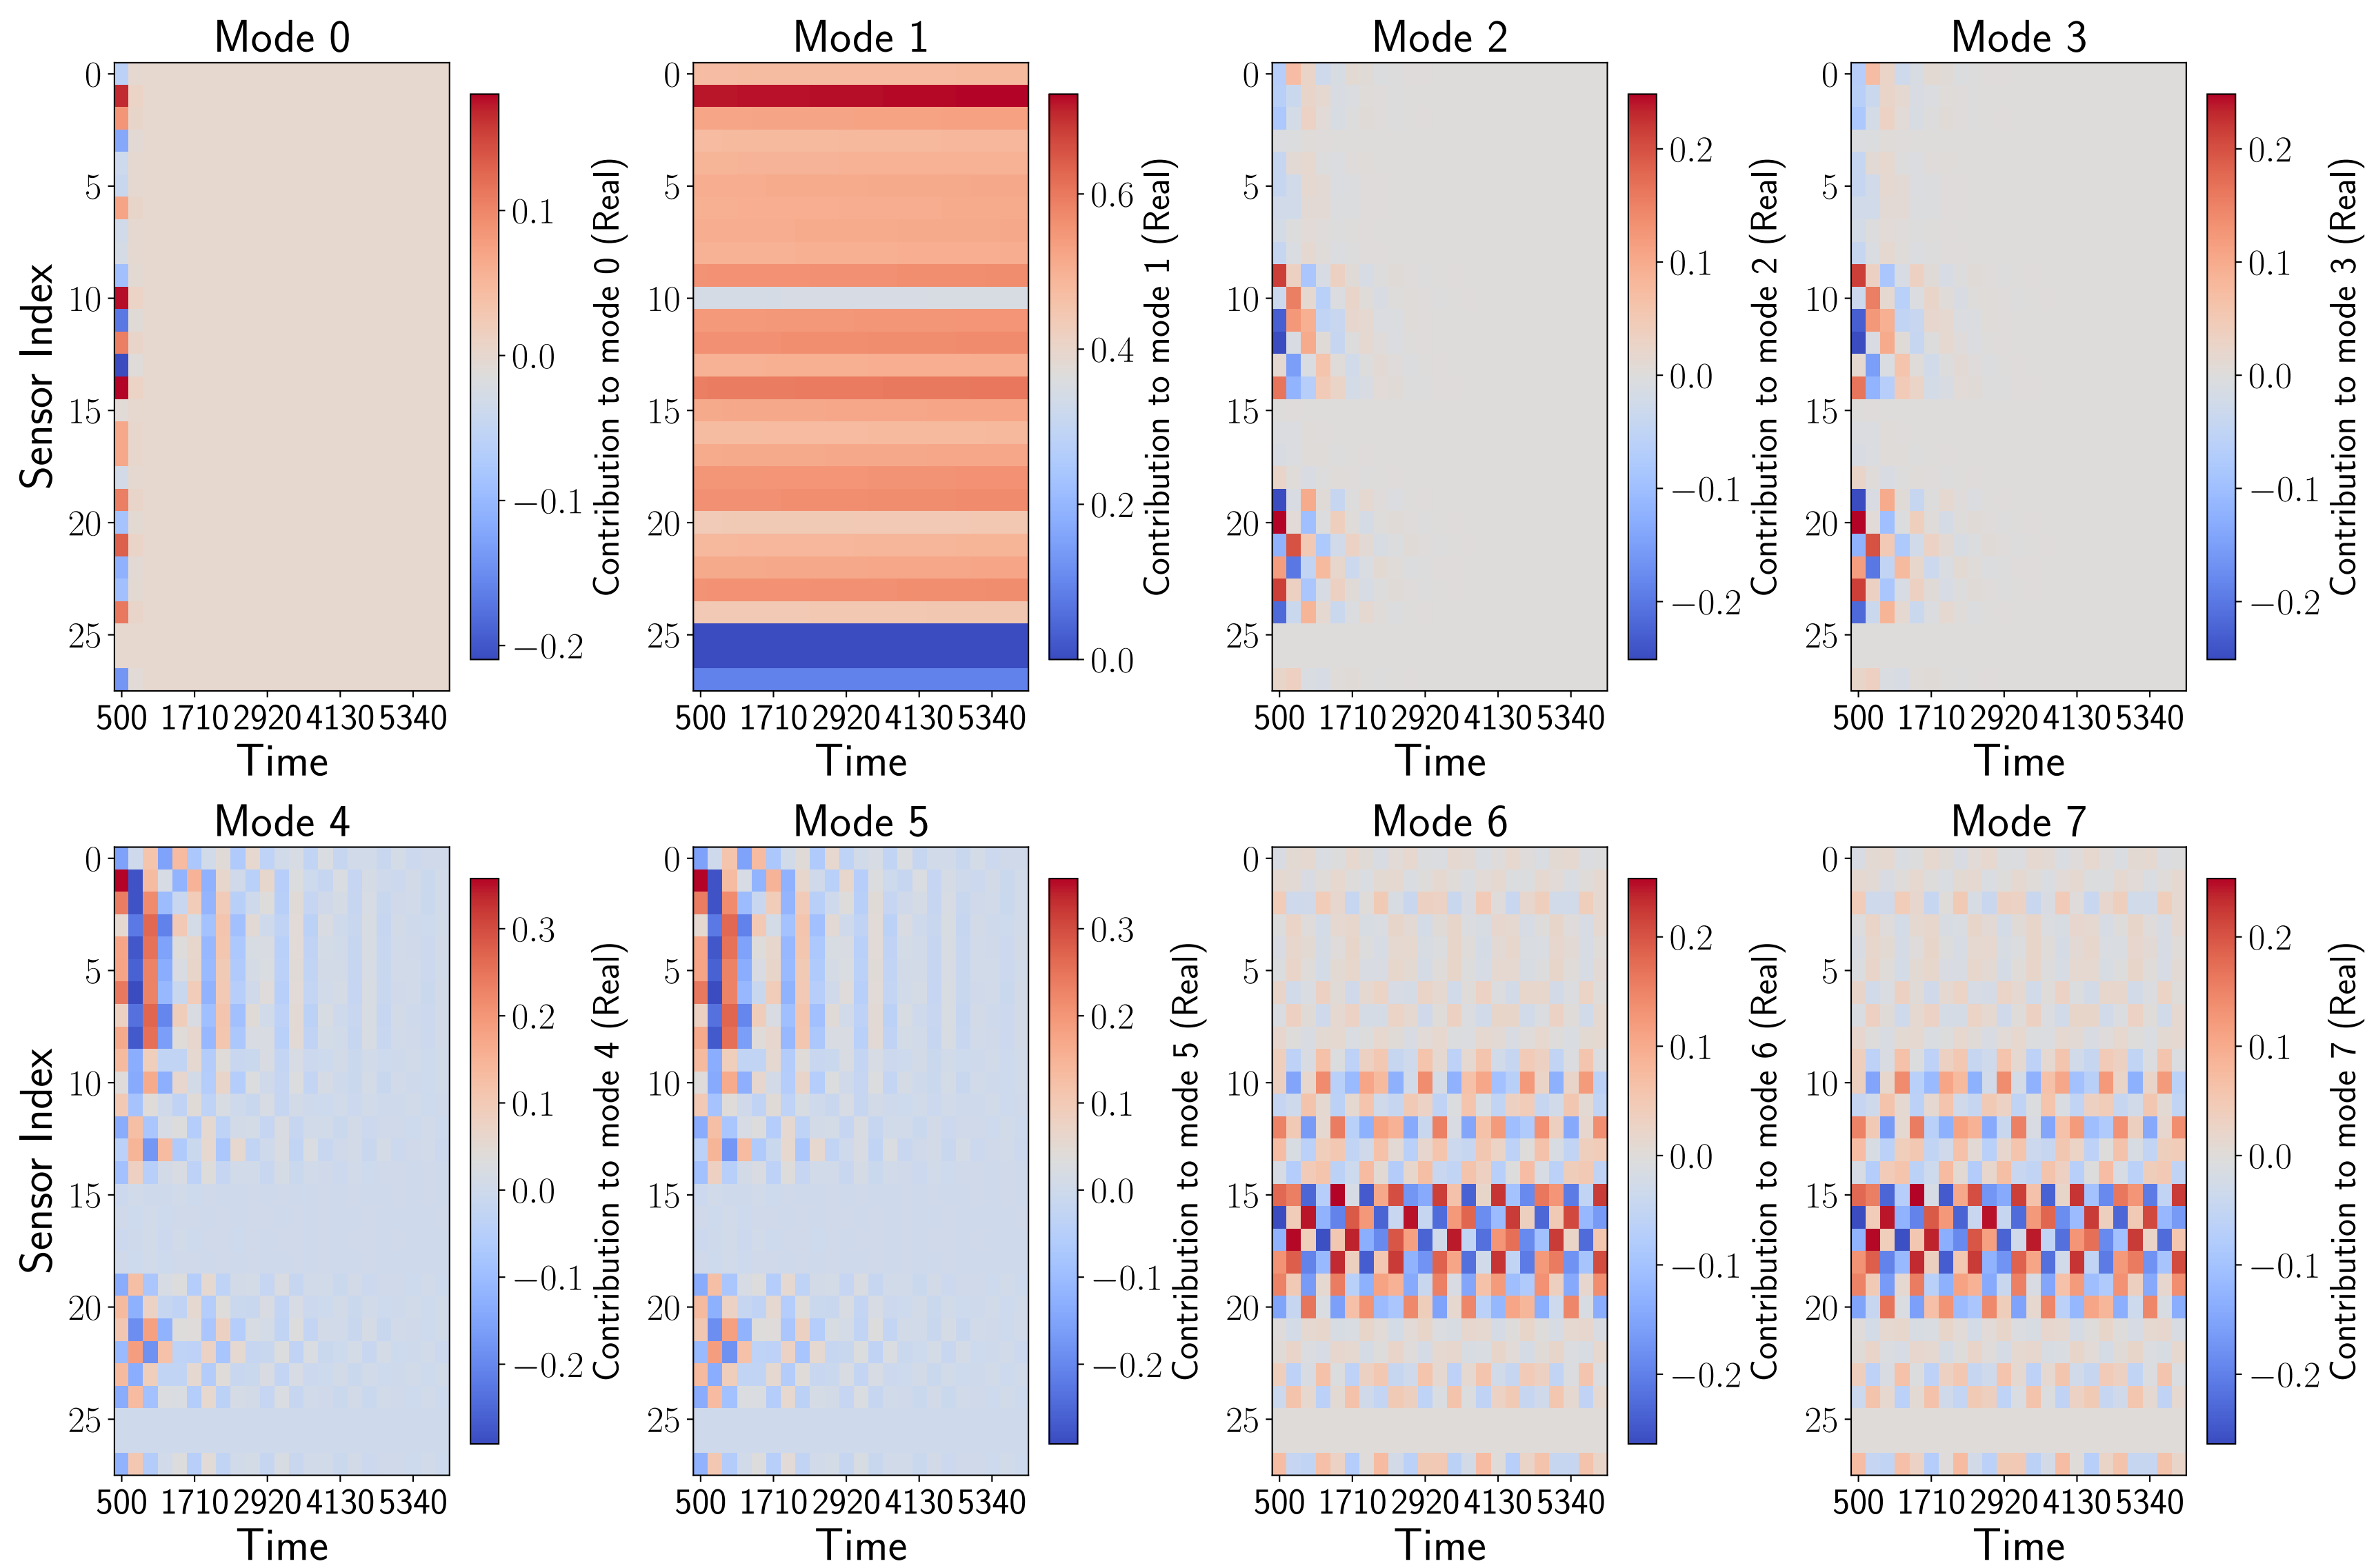 Mode 0
Mode 1
Mode 2
Mode 3
Sensor Index
0
5
10
15
20
25
500 1710 2920 4130 5340
Time
0.1
0.0
−0.1
−0.2
Contribution to mode 0 (Real)
0
5
10
15
20
25
500 1710 2920 4130 5340
Time
0.6
0.4
0.2
0.0
Contribution to mode 1 (Real)
0
5
10
15
20
25
500 1710 2920 4130 5340
Time
0.2
0.1
0.0
−0.1
−0.2
Contribution to mode 2 (Real)
0
5
10
15
20
25
500 1710 2920 4130 5340
Time
0.2
0.1
0.0
−0.1
−0.2
Contribution to mode 3 (Real)
Mode 4
Mode 5
Mode 6
Mode 7
Sensor Index
0
5
10
15
20
25
500 1710 2920 4130 5340
Time
0.3
0.2
0.1
0.0
−0.1
−0.2
Contribution to mode 4 (Real)
0
5
10
15
20
25
500 1710 2920 4130 5340
Time
0.3
0.2
0.1
0.0
−0.1
−0.2
Contribution to mode 5 (Real)
0
5
10
15
20
25
500 1710 2920 4130 5340
Time
0.2
0.1
0.0
−0.1
−0.2
Contribution to mode 6 (Real)
0
5
10
15
20
25
500 1710 2920 4130 5340
Time
0.2
0.1
0.0
−0.1
−0.2
Contribution to mode 7 (Real)